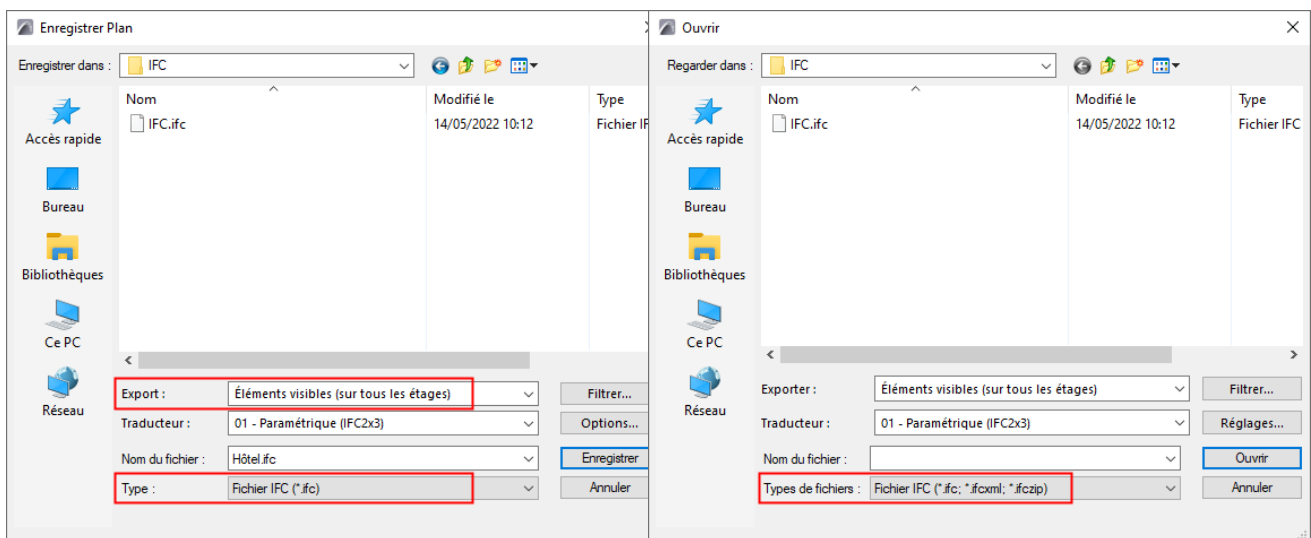 Enregistrer Plan
Enregistrer dans :
IFC
Nom
Modifié le
Type
IFC.ifc
14/05/2022 10:12
Fichier IF
Accès rapide
Bureau
Bibliothèques
Ce PC
Réseau
Export :
Éléments visibles (sur tous les étages)
Filtrer...
Traducteur :
01 - Paramétrique (IFC2x3)
Options...
Nom du fichier :
Hôtel.ifc
Enregistrer
Type :
Fichier IFC (*.ifc)
Annuler
Ouvrir
Regarder dans :
IFC
Nom
Modifié le
Type
IFC.ifc
14/05/2022 10:12
Fichier IFC
Accès rapide
Bureau
Bibliothèques
Ce PC
Réseau
Exporter :
Éléments visibles (sur tous les étages)
Filtrer...
Traducteur :
01 - Paramétrique (IFC2x3)
Réglages...
Nom du fichier :
Ouvrir
Types de fichiers :
Fichier IFC (*.ifc; *.ifcxml; *.ifczip)
Annuler